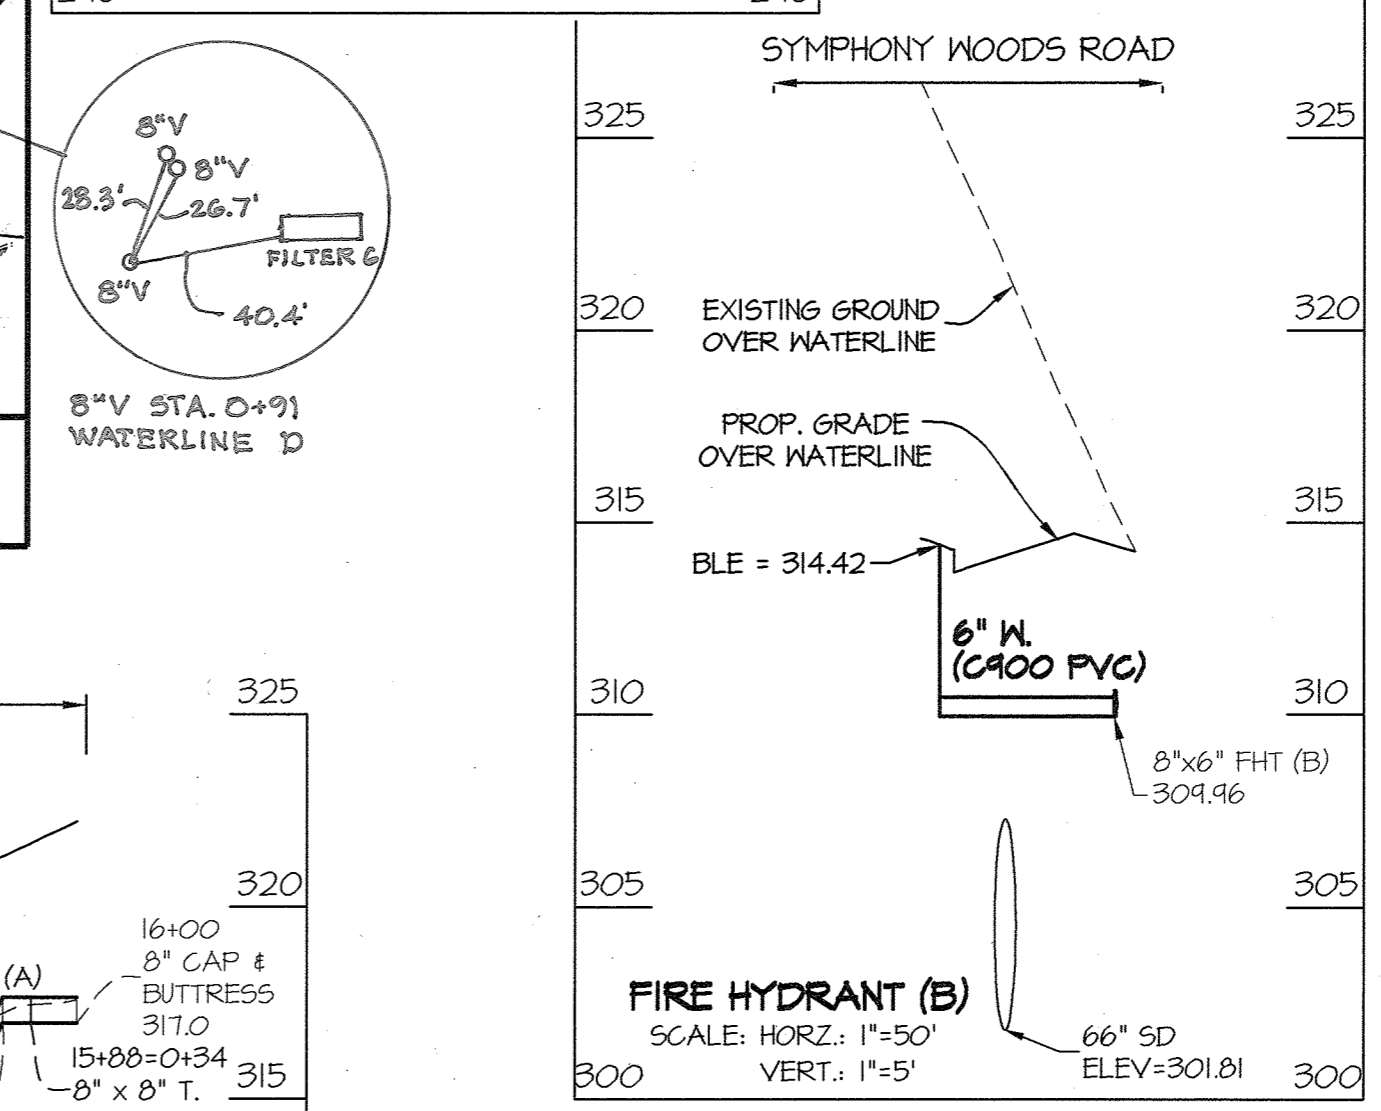 8"V
8"V
28.3'
26.7'
FILTER 6
8"V
40.4'
8"V STA. 0+91
WATERLINE D
325
320
16+00
8" CAP &
BUTTRESS
317.0
(A)
15+88=0+34
8" x 8" T.
315
SYMPHONY WOODS ROAD
325
325
320
320
EXISTING GROUND
OVER WATERLINE
PROP. GRADE
OVER WATERLINE
315
315
BLE = 314.42
6" W.
(C900 PVC)
310
310
8"x6" FHT (B)
309.96
305
305
FIRE HYDRANT (B)
SCALE: HORZ.: 1"=50'
VERT.: 1"=5'
66" SD
ELEV=301.81
300
300